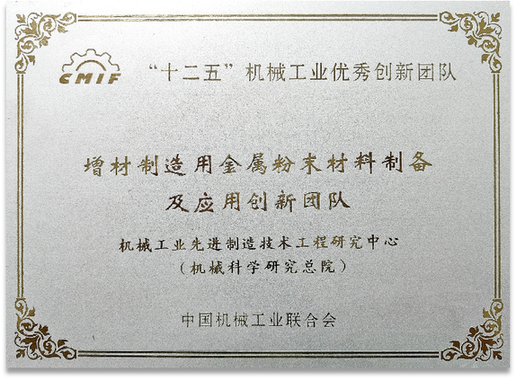 CMIF
“十二五”机械工业优秀创新团队
增材制造用金属粉末材料制备
及应用创新团队
机械工业先进制造技术工程研究中心
（机械科学研究总院）
中国机械工业联合会